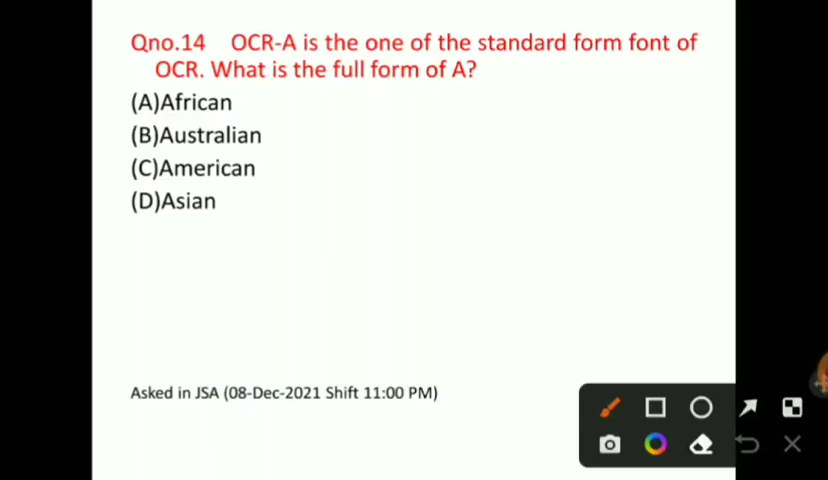 Qno.14 OCR-A is the one of the standard form font of
OCR. What is the full form of A?
(A)African
(B)Australian
(C)American
(D)Asian
Asked in JSA (08-Dec-2021 Shift 11:00 PM)